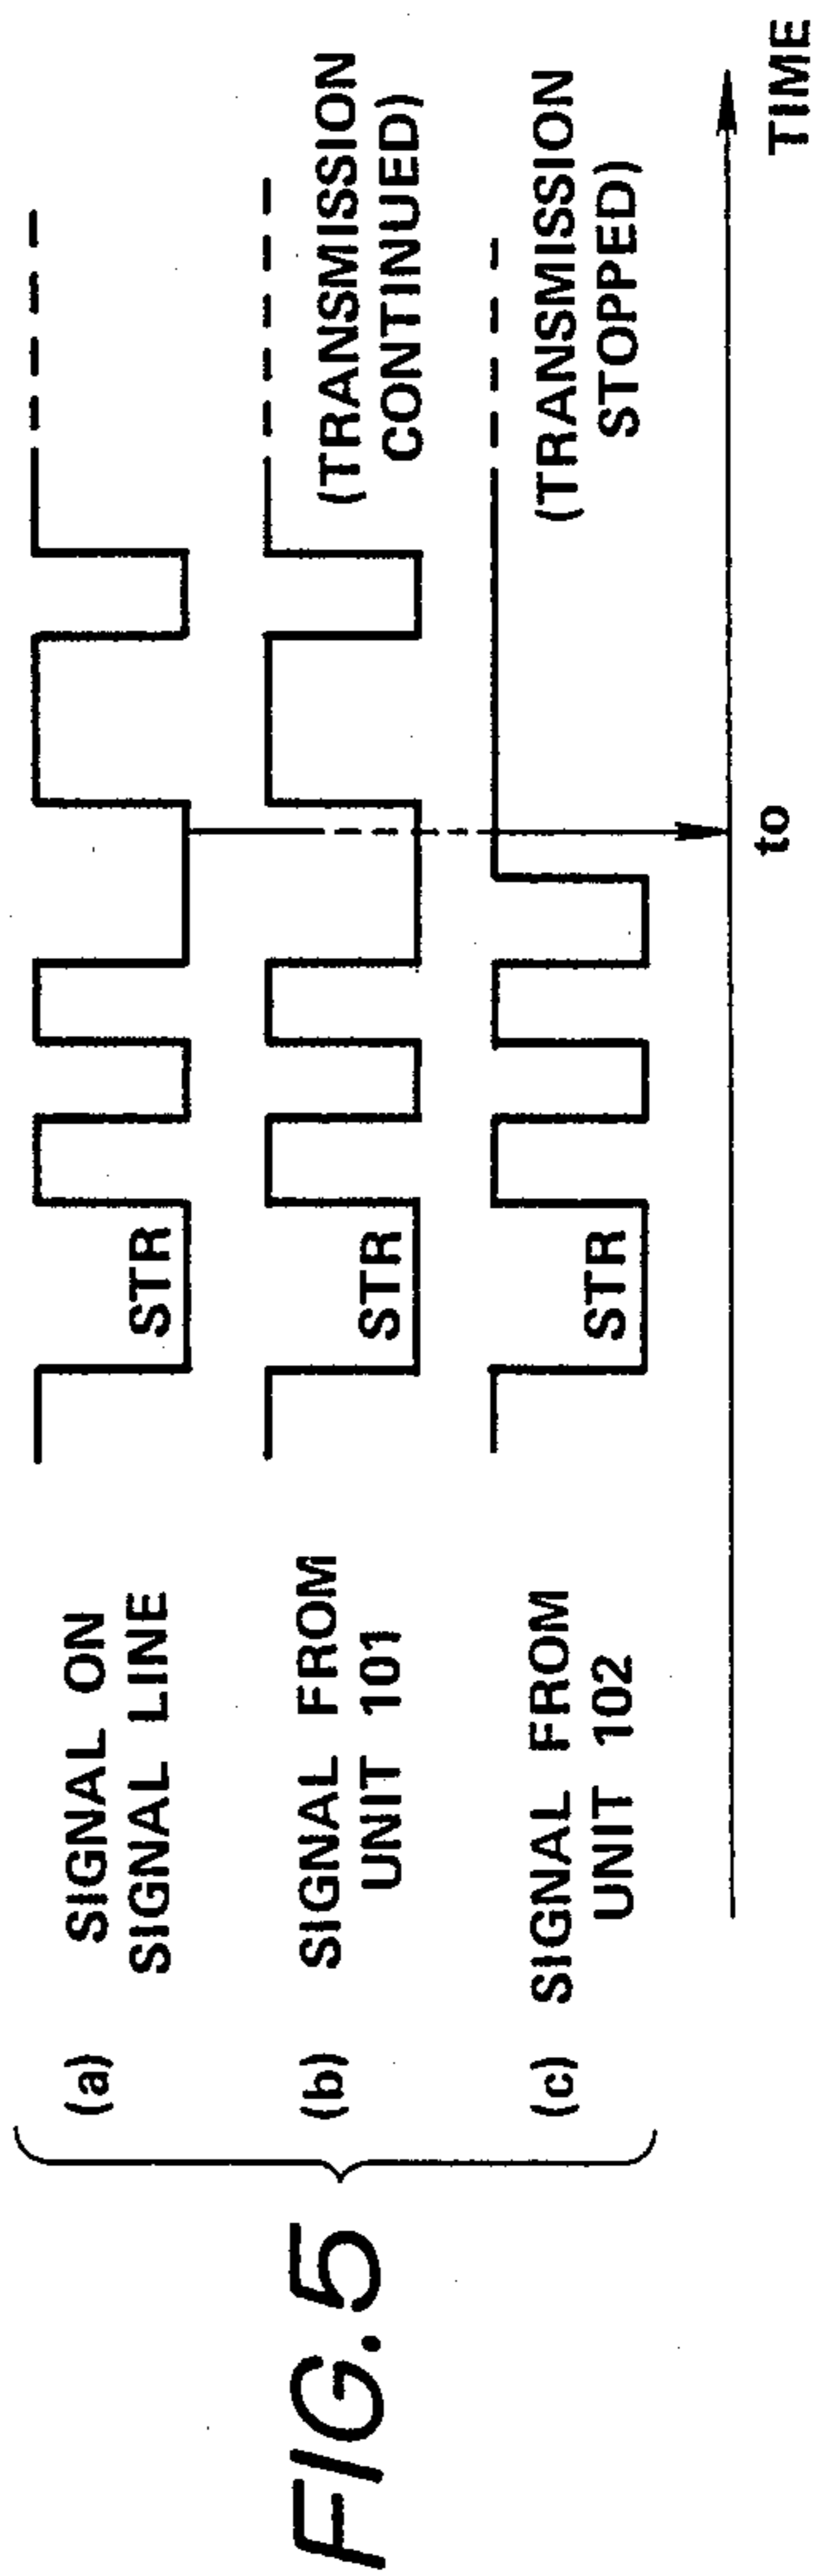 FIG.5
(a) SIGNAL ON
SIGNAL LINE
STR
(b) SIGNAL FROM
UNIT 101
STR
(TRANSMISSION
CONTINUED)
(c) SIGNAL FROM
UNIT 102
STR
(TRANSMISSION
STOPPED)
to
TIME